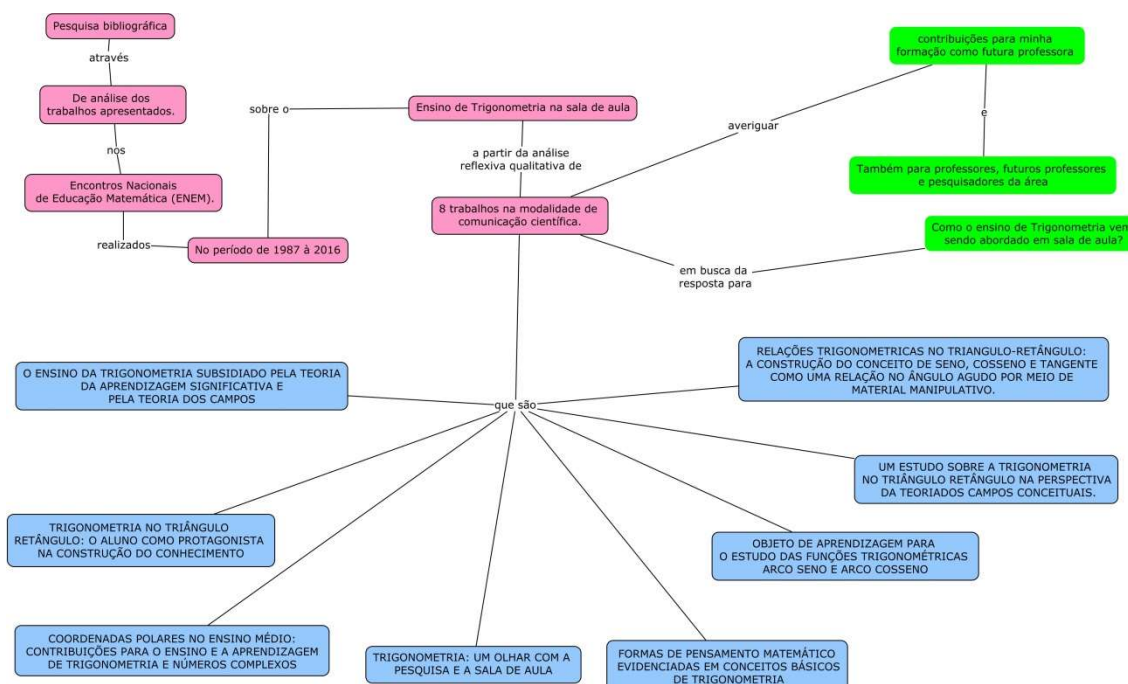 Pesquisa bibliográfica
através
De análise dos
trabalhos apresentados.
nos
Encontros Nacionais
de Educação Matemática (ENEM).
realizados
No período de 1987 à 2016
sobre o
Ensino de Trigonometria na sala de aula
a partir da análise
reflexiva qualitativa de
8 trabalhos na modalidade de
comunicação científica.
averiguar
contribuições para minha
formação como futura professora
e
Também para professores, futuros professores
e pesquisadores da área
em busca da
resposta para
Como o ensino de Trigonometria vem
sendo abordado em sala de aula?
que são
O ENSINO DA TRIGONOMETRIA SUBSIDIADO PELA TEORIA
DA APRENDIZAGEM SIGNIFICATIVA E
PELA TEORIA DOS CAMPOS
RELAÇÕES TRIGONOMETRICAS NO TRIANGULO-RETÂNGULO:
A CONSTRUÇÃO DO CONCEITO DE SENO, COSSENO E TANGENTE
COMO UMA RELAÇÃO NO ÂNGULO AGUDO POR MEIO DE
MATERIAL MANIPULATIVO.
UM ESTUDO SOBRE A TRIGONOMETRIA
NO TRIÂNGULO RETÂNGULO NA PERSPECTIVA
DA TEORIADOS CAMPOS CONCEITUAIS.
TRIGONOMETRIA NO TRIÂNGULO
RETÂNGULO: O ALUNO COMO PROTAGONISTA
NA CONSTRUÇÃO DO CONHECIMENTO
OBJETO DE APRENDIZAGEM PARA
O ESTUDO DAS FUNÇÕES TRIGONOMÉTRICAS
ARCO SENO E ARCO COSSENO
COORDENADAS POLARES NO ENSINO MÉDIO:
CONTRIBUIÇÕES PARA O ENSINO E A APRENDIZAGEM
DE TRIGONOMETRIA E NÚMEROS COMPLEXOS
TRIGONOMETRIA: UM OLHAR COM A
PESQUISA E A SALA DE AULA
FORMAS DE PENSAMENTO MATEMÁTICO
EVIDENCIADAS EM CONCEITOS BÁSICOS
DE TRIGONOMETRIA